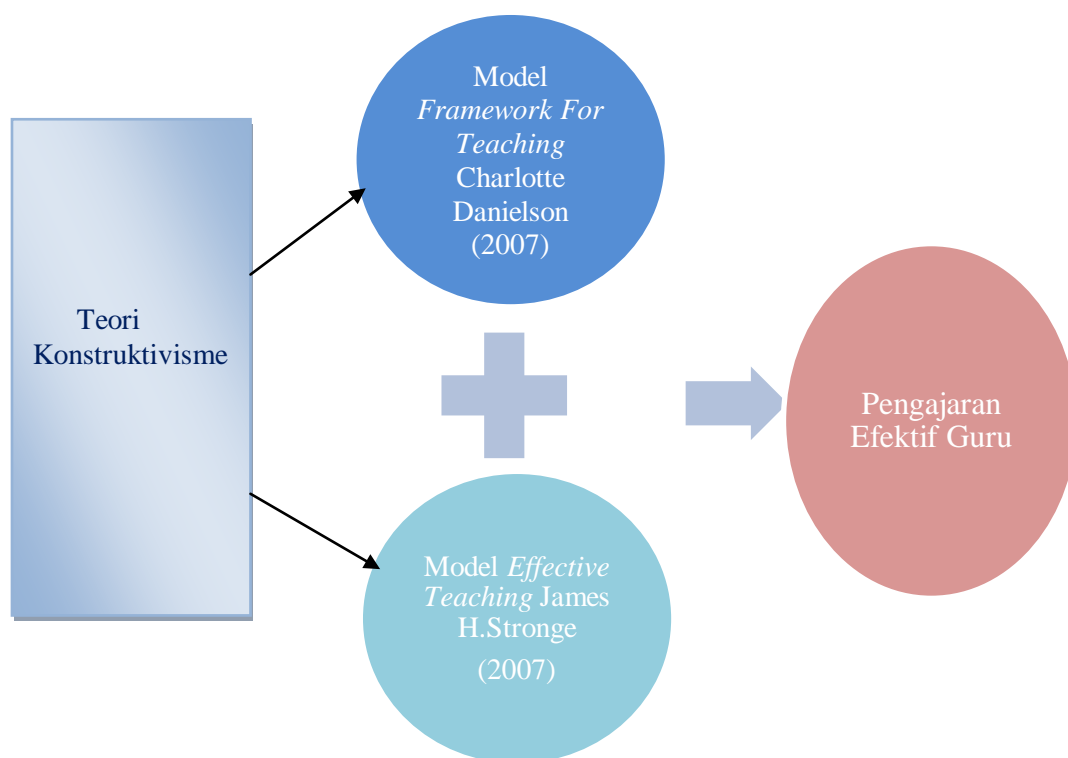 Teori
Konstruktivisme
Model
Framework For
Teaching
Charlotte
Danielson
(2007)
Model Effective
Teaching James
H.Stronge
(2007)
Pengajaran
Efektif Guru